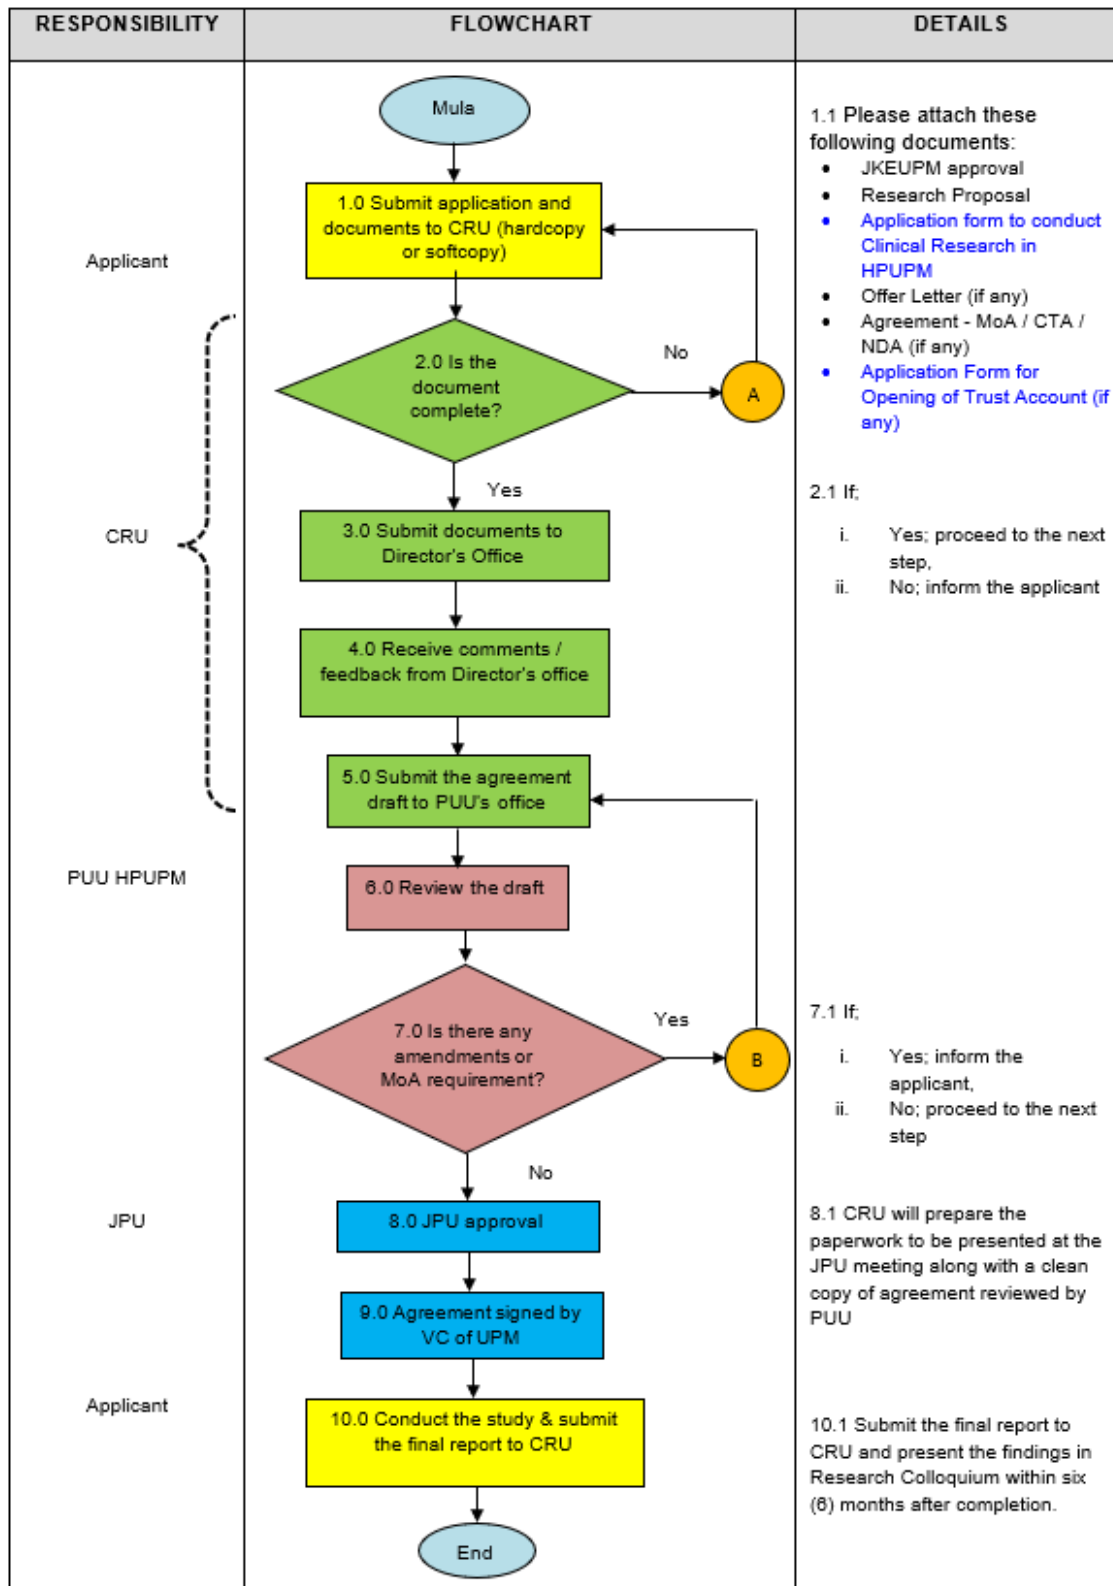 RESPONSIBILITY
FLOWCHART
DETAILS
Mula
1.0 Submit application and
documents to CRU (hardcopy
or softcopy)
Applicant
2.0 Is the
document
complete?
No
A
Yes
CRU
3.0 Submit documents to
Director's Office
4.0 Receive comments /
feedback from Director's office
5.0 Submit the agreement
draft to PUU's office
PUU HPUPM
6.0 Review the draft
7.0 Is there any
amendments or
MoA requirement?
Yes
B
No
JPU
8.0 JPU approval
9.0 Agreement signed by
VC of UPM
Applicant
10.0 Conduct the study & submit
the final report to CRU
End
1.1 Please attach these
following documents:
• JKEUPM approval
• Research Proposal
• Application form to conduct
Clinical Research in
HPUPM
• Offer Letter (if any)
• Agreement - MoA / CTA /
NDA (if any)
• Application Form for
Opening of Trust Account (if
any)
2.1 If;
i. Yes; proceed to the next
step,
ii. No; inform the applicant
7.1 If;
i. Yes; inform the
applicant,
ii. No; proceed to the next
step
8.1 CRU will prepare the
paperwork to be presented at the
JPU meeting along with a clean
copy of agreement reviewed by
PUU
10.1 Submit the final report to
CRU and present the findings in
Research Colloquium within six
(6) months after completion.